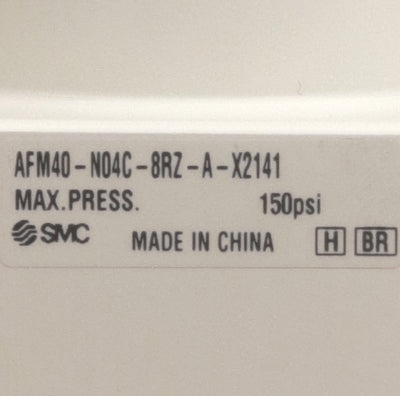 AFM40-N04C-8RZ-A-X2141
MAX.PRESS. 150psi
SMC MADE IN CHINA H BR